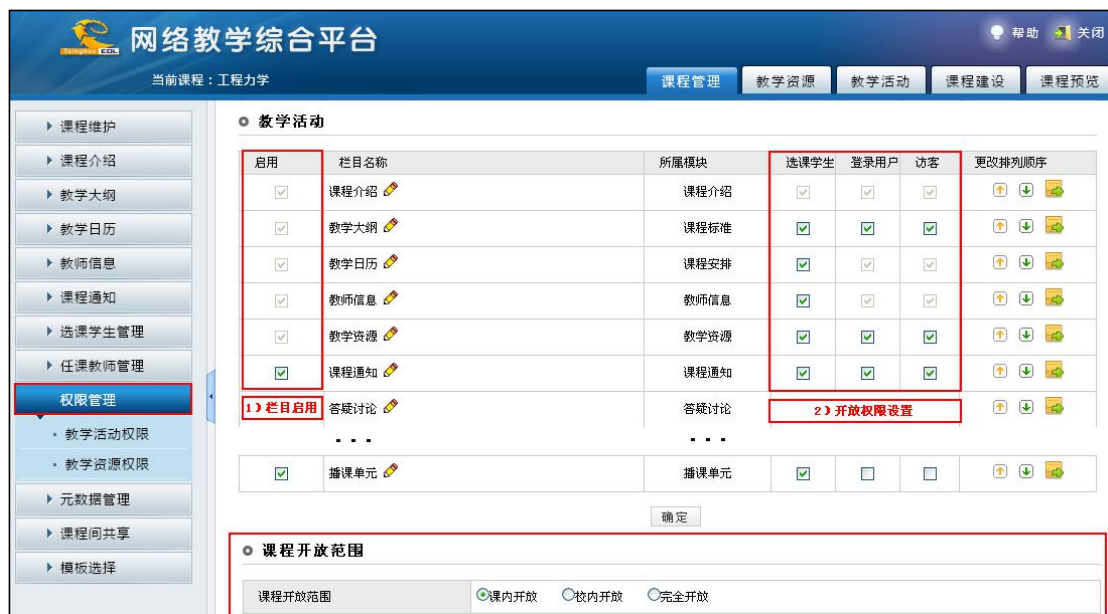 网络教学综合平台
帮助 关闭
当前课程：工程力学
课程管理 教学资源 教学活动 课程建设 课程预览
课程维护
课程介绍
教学大纲
教学日历
教师信息
课程通知
选课学生管理
任课教师管理
权限管理
教学活动权限
教学资源权限
元数据管理
课程间共享
模板选择
教学活动
启用 栏目名称 所属模块 选课学生 登录用户 访客 更改排列顺序
课程介绍 课程介绍
教学大纲 课程标准
教学日历 课程安排
教师信息 教师信息
教学资源 教学资源
课程通知 课程通知
1）栏目启用 答疑讨论 答疑讨论 2）开放权限设置
... ...
播课单元 播课单元
确定
课程开放范围
课程开放范围 课内开放 校内开放 完全开放